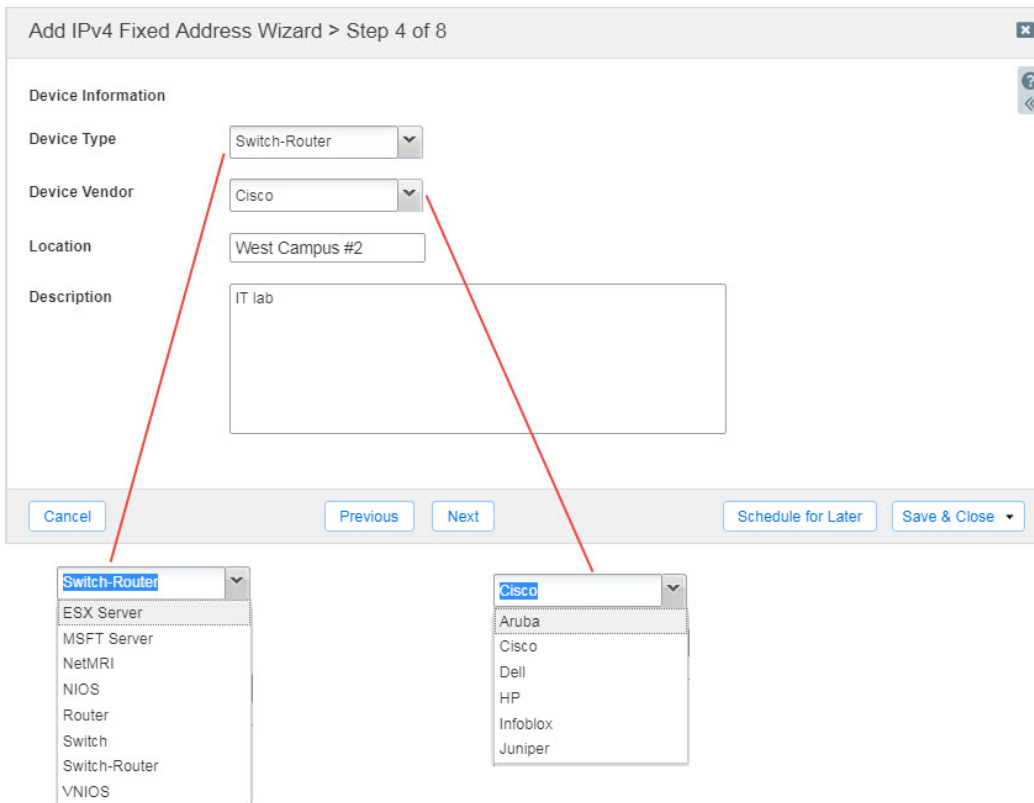 Add IPv4 Fixed Address Wizard > Step 4 of 8
Device Information
Device Type Switch-Router
Device Vendor Cisco
Location West Campus #2
Description IT lab
Cancel Previous Next Schedule for Later Save & Close
Switch-Router
ESX Server
MSFT Server
NetMRI
NIOS
Router
Switch
Switch-Router
VNIOS
Cisco
Aruba
Cisco
Dell
HP
Infoblox
Juniper